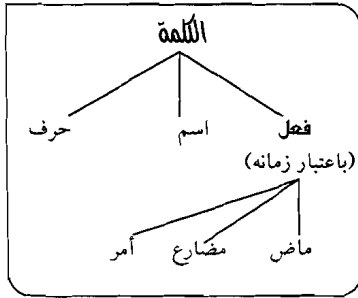 الكلمة
فعل اسم حرف
(باعتبار زمانه)
ماض مضارع أمر